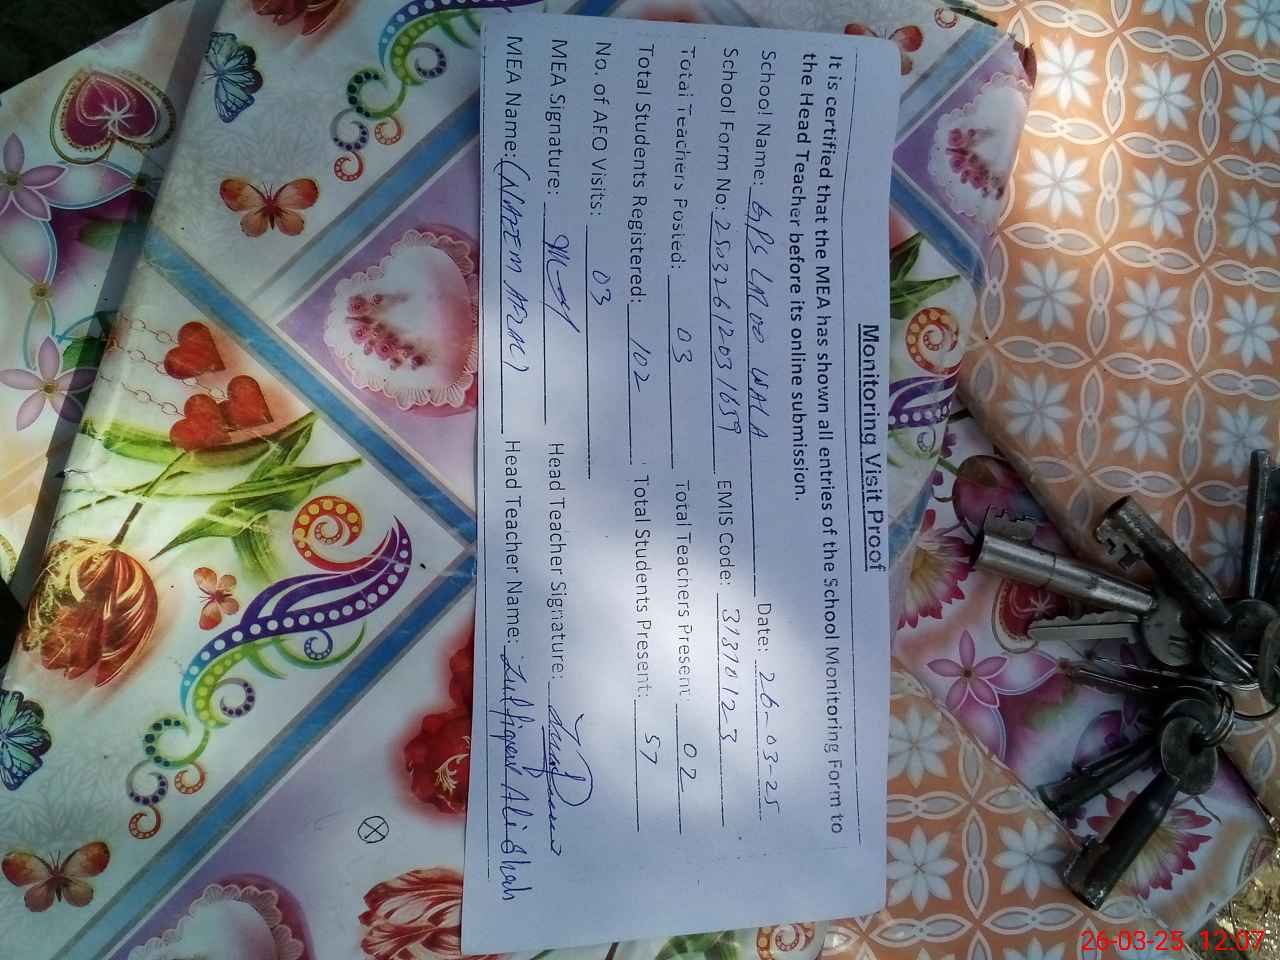 Monitoring Visit Proof
It is certified that the MEA has shown all entries of the School Monitoring Form to
the Head Teacher before its online submission.
School Name: GPS LAL OO WALA Date: 26-03-25
School Form No: 25032612031659 EMIS Code: 31370123
Total Teachers Posted: 03 Total Teachers Present: 02
Total Students Registered: 102 Total Students Present: 57
No. of AEO Visits: 03
MEA Signature: Head Teacher Signature:
MEA Name: (NADEEM Head Teacher Name: Zulfiqar Ali Shah
26-03-25 12:07